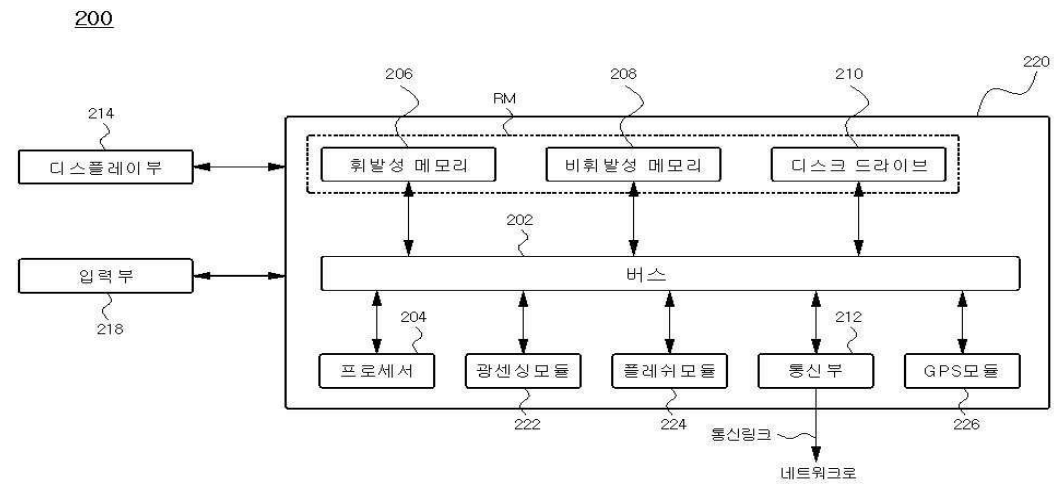 200
206
208
210
220
RM
214
디스플레이부
휘발성 메모리
비휘발성 메모리
디스크 드라이브
202
입력부
버스
218
204
212
프로세서
광센싱모듈
플레쉬모듈
통신부
GPS모듈
222
224
226
통신링크
네트워크로